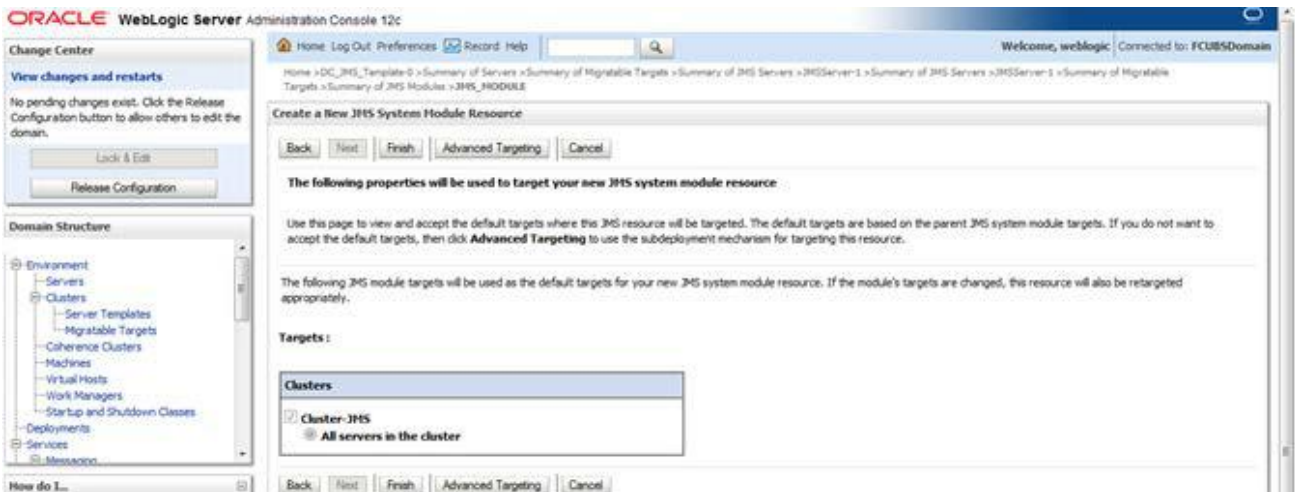 ORACLE WebLogic Server Administration Console 12c
Change Center
View changes and restarts
No pending changes exist. Click the Release
Configuration button to allow others to edit the
domain.
Lock & Edit
Release Configuration
Domain Structure
Environment
Servers
Clusters
Server Templates
Migratable Targets
Coherence Clusters
Machines
Virtual Hosts
Work Managers
Startup and Shutdown Classes
Deployments
Services
Messaging
How do I...
Home Log Out Preferences Record Help
Welcome, weblogic Connected to: FCUBSDomain
Home >DC_JMS_Template-0 >Summary of Servers >Summary of Migratable Targets >Summary of JMS Servers >JMSServer-1 >Summary of JMS Servers >JMSServer-1 >Summary of Migratable
Targets >Summary of JMS Modules >JMS_MODULE
Create a New JMS System Module Resource
Back Next Finish Advanced Targeting Cancel
The following properties will be used to target your new JMS system module resource
Use this page to view and accept the default targets where this JMS resource will be targeted. The default targets are based on the parent JMS system module targets. If you do not want to
accept the default targets, then click Advanced Targeting to use the subdeployment mechanism for targeting this resource.
The following JMS module targets will be used as the default targets for your new JMS system module resource. If the module's targets are changed, this resource will also be retargeted
appropriately.
Targets :
Clusters
Cluster-JMS
All servers in the cluster
Back Next Finish Advanced Targeting Cancel